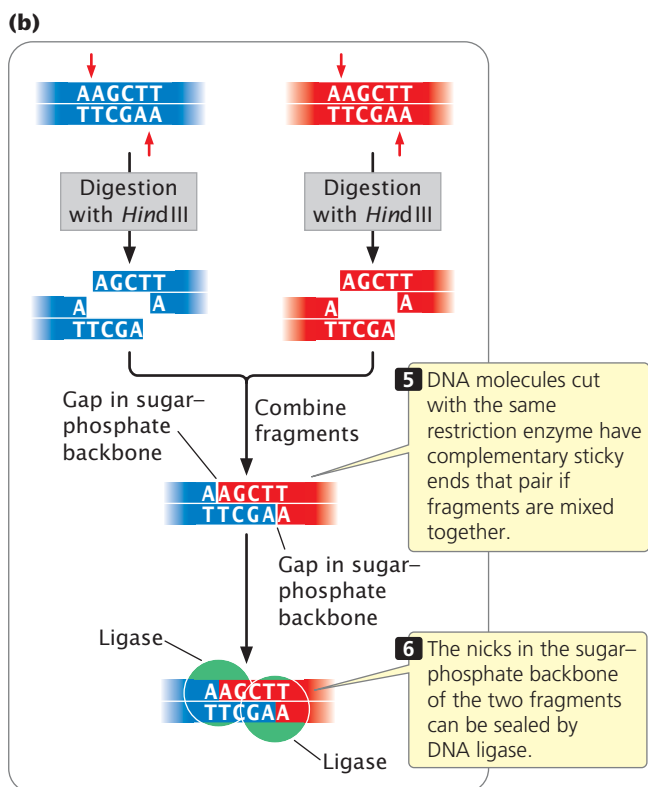 (b)
AAGCTT
TTCGAA
AAGCTT
TTCGAA
Digestion
with HindIII
Digestion
with HindIII
AGCTT
A A
TTCGA
AGCTT
A A
TTCGA
Gap in sugar–
phosphate
backbone
Combine
fragments
5 DNA molecules cut
with the same
restriction enzyme have
complementary sticky
ends that pair if
fragments are mixed
together.
AAGCTT
TTCGAA
Gap in sugar–
phosphate
backbone
Ligase
AAGCTT
TTCGAA
Ligase
6 The nicks in the sugar–
phosphate backbone
of the two fragments
can be sealed by
DNA ligase.